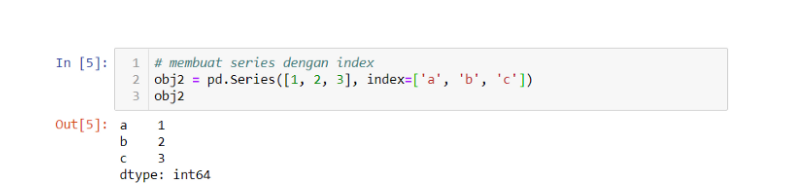 In [5]: 1 # membuat series dengan index
2 obj2 = pd.Series([1, 2, 3], index=['a', 'b', 'c'])
3 obj2
Out[5]: a 1
b 2
c 3
dtype: int64